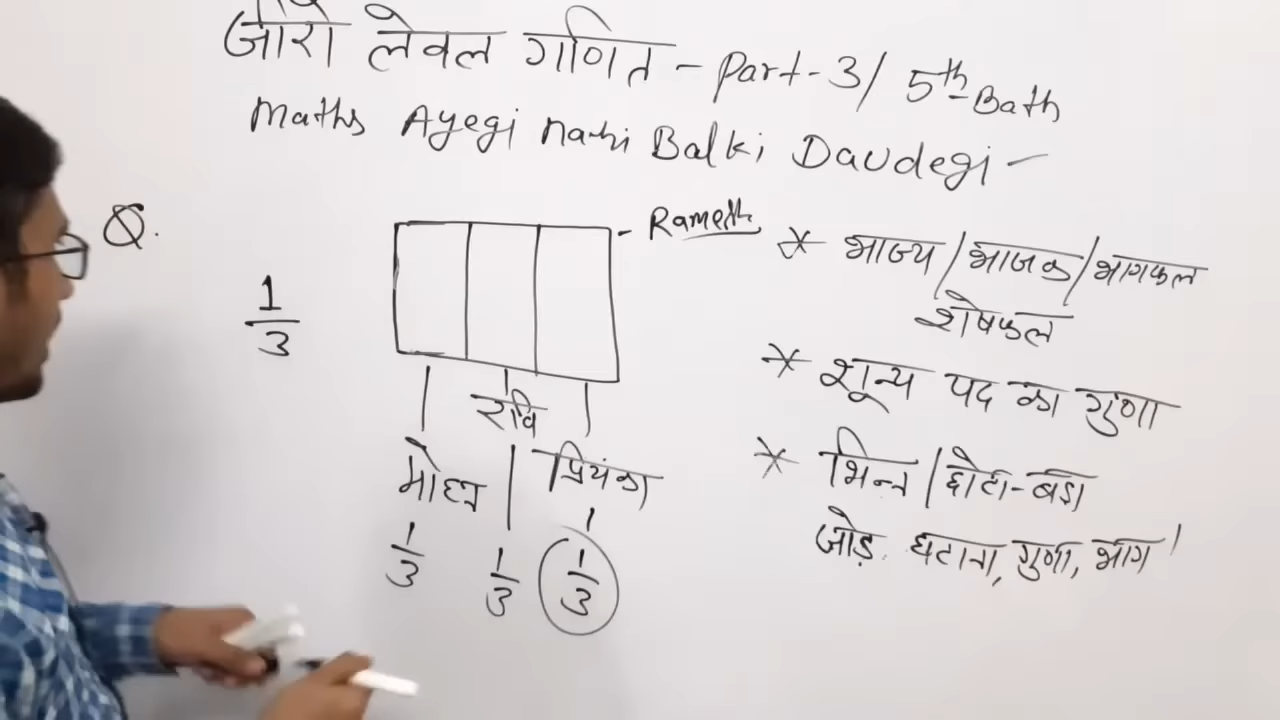 जीरो लेवल गणित - Part-3/ 5th Bath
Maths Ayegi Nahi Balki Daudegi -
Q.
1/3
- Ramesh
मोहन | रवि | प्रियंका
1/3 1/3 1/3
* भाज्य/भाजक/भागफल
शेषफल
* शून्य पद का गुणा
* भिन्न/छोटा-बड़ा
जोड़ घटाना, गुणा, भाग